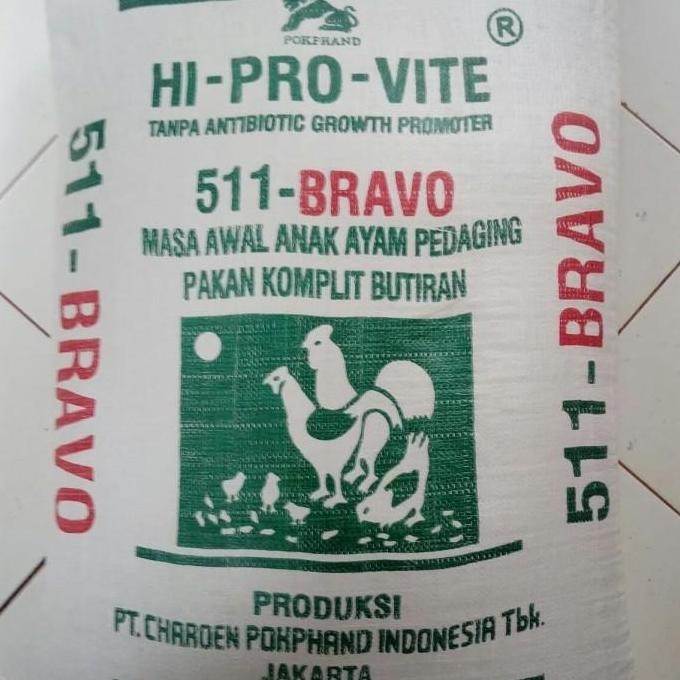 POKPHAND
®
HI-PRO-VITE
TANPA ANTIBIOTIC GROWTH PROMOTER
511-BRAVO
MASA AWAL ANAK AYAM PEDAGING
PAKAN KOMPLIT BUTIRAN
511-BRAVO
511-BRAVO
PRODUKSI
PT. CHAROEN POKPHAND INDONESIA Tbk.
JAKARTA